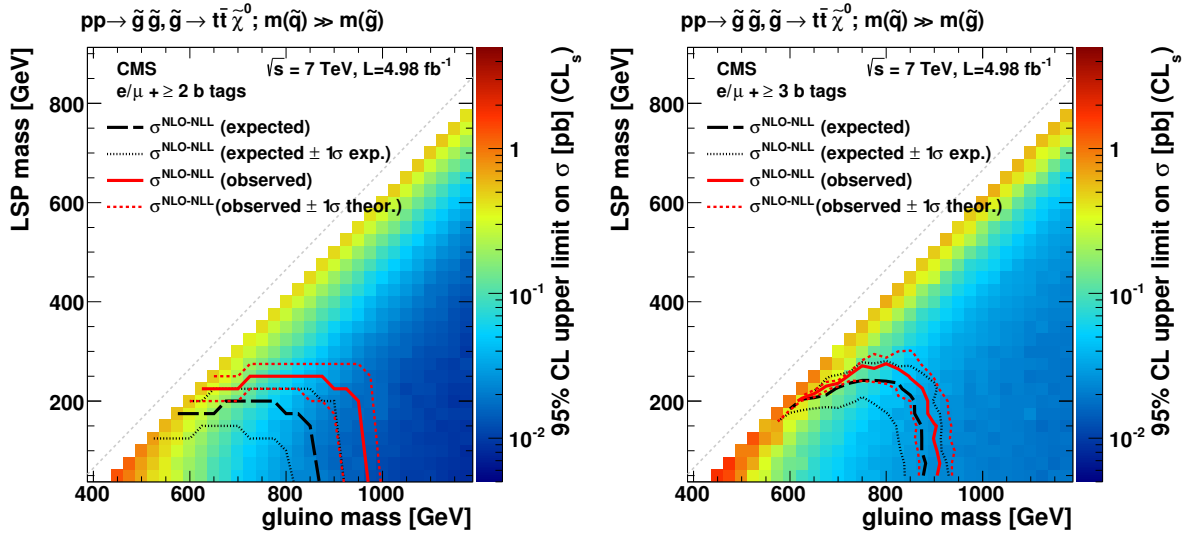 pp→ g̃ g̃, g̃ → tt̄ χ̃⁰; m(q̃) ≫ m(g̃)
LSP mass [GeV]
800
600
400
200
CMS √s = 7 TeV, L=4.98 fb⁻¹
e/μ + ≥ 2 b tags
σ^NLO-NLL (expected)
σ^NLO-NLL (expected ± 1σ exp.)
σ^NLO-NLL (observed)
σ^NLO-NLL (observed ± 1σ theor.)
400 600 800 1000
gluino mass [GeV]
1
10⁻¹
10⁻²
95% CL upper limit on σ [pb] (CLₛ)
pp→ g̃ g̃, g̃ → tt̄ χ̃⁰; m(q̃) ≫ m(g̃)
LSP mass [GeV]
800
600
400
200
CMS √s = 7 TeV, L=4.98 fb⁻¹
e/μ + ≥ 3 b tags
σ^NLO-NLL (expected)
σ^NLO-NLL (expected ± 1σ exp.)
σ^NLO-NLL (observed)
σ^NLO-NLL (observed ± 1σ theor.)
400 600 800 1000
gluino mass [GeV]
1
10⁻¹
10⁻²
95% CL upper limit on σ [pb] (CLₛ)